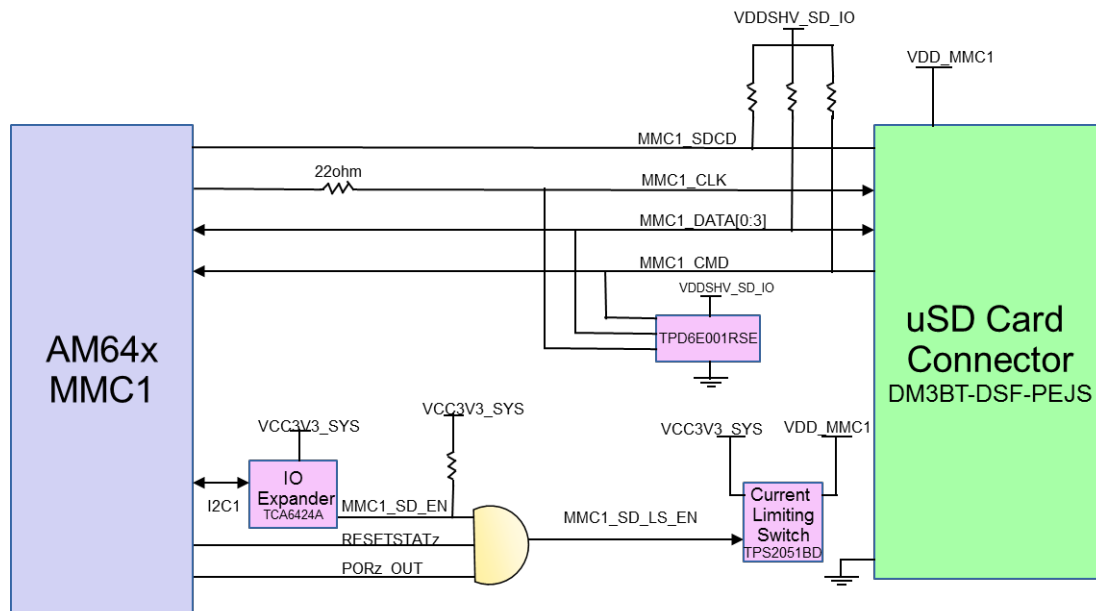 VDDSHV_SD_IO
VDD_MMC1
MMC1_SDCD
22ohm
MMC1_CLK
MMC1_DATA[0:3]
MMC1_CMD
VDDSHV_SD_IO
TPD6E001RSE
AM64x
MMC1
uSD Card
Connector
DM3BT-DSF-PEJS
VCC3V3_SYS
VCC3V3_SYS
VCC3V3_SYS
VDD_MMC1
IO
Expander
TCA6424A
I2C1
MMC1_SD_EN
RESETSTATz
PORz_OUT
MMC1_SD_LS_EN
Current
Limiting
Switch
TPS2051BD